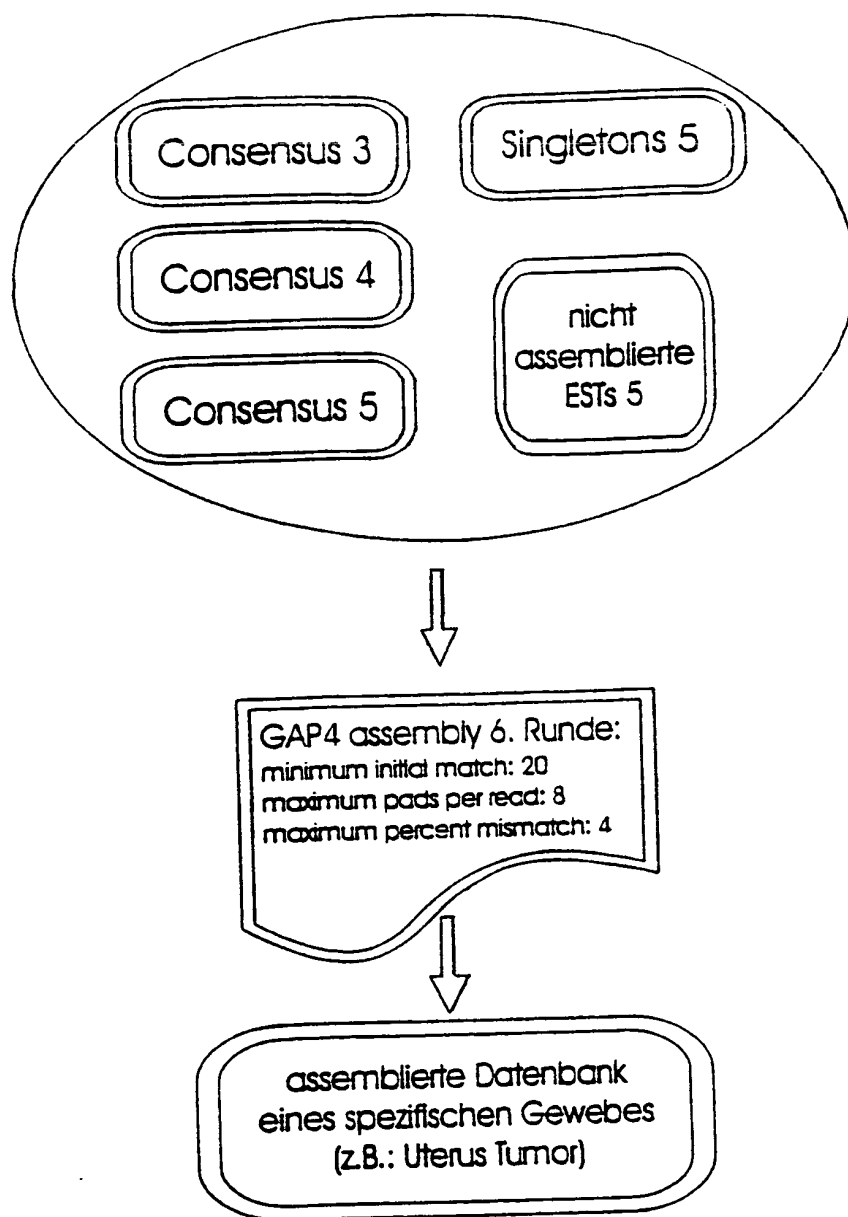 Consensus 3
Singletons 5
Consensus 4
nicht
assemblierte
ESTs 5
Consensus 5
GAP4 assembly 6. Runde:
minimum initial match: 20
maximum pads per read: 8
maximum percent mismatch: 4
assemblierte Datenbank
eines spezifischen Gewebes
(z.B.: Uterus Tumor)